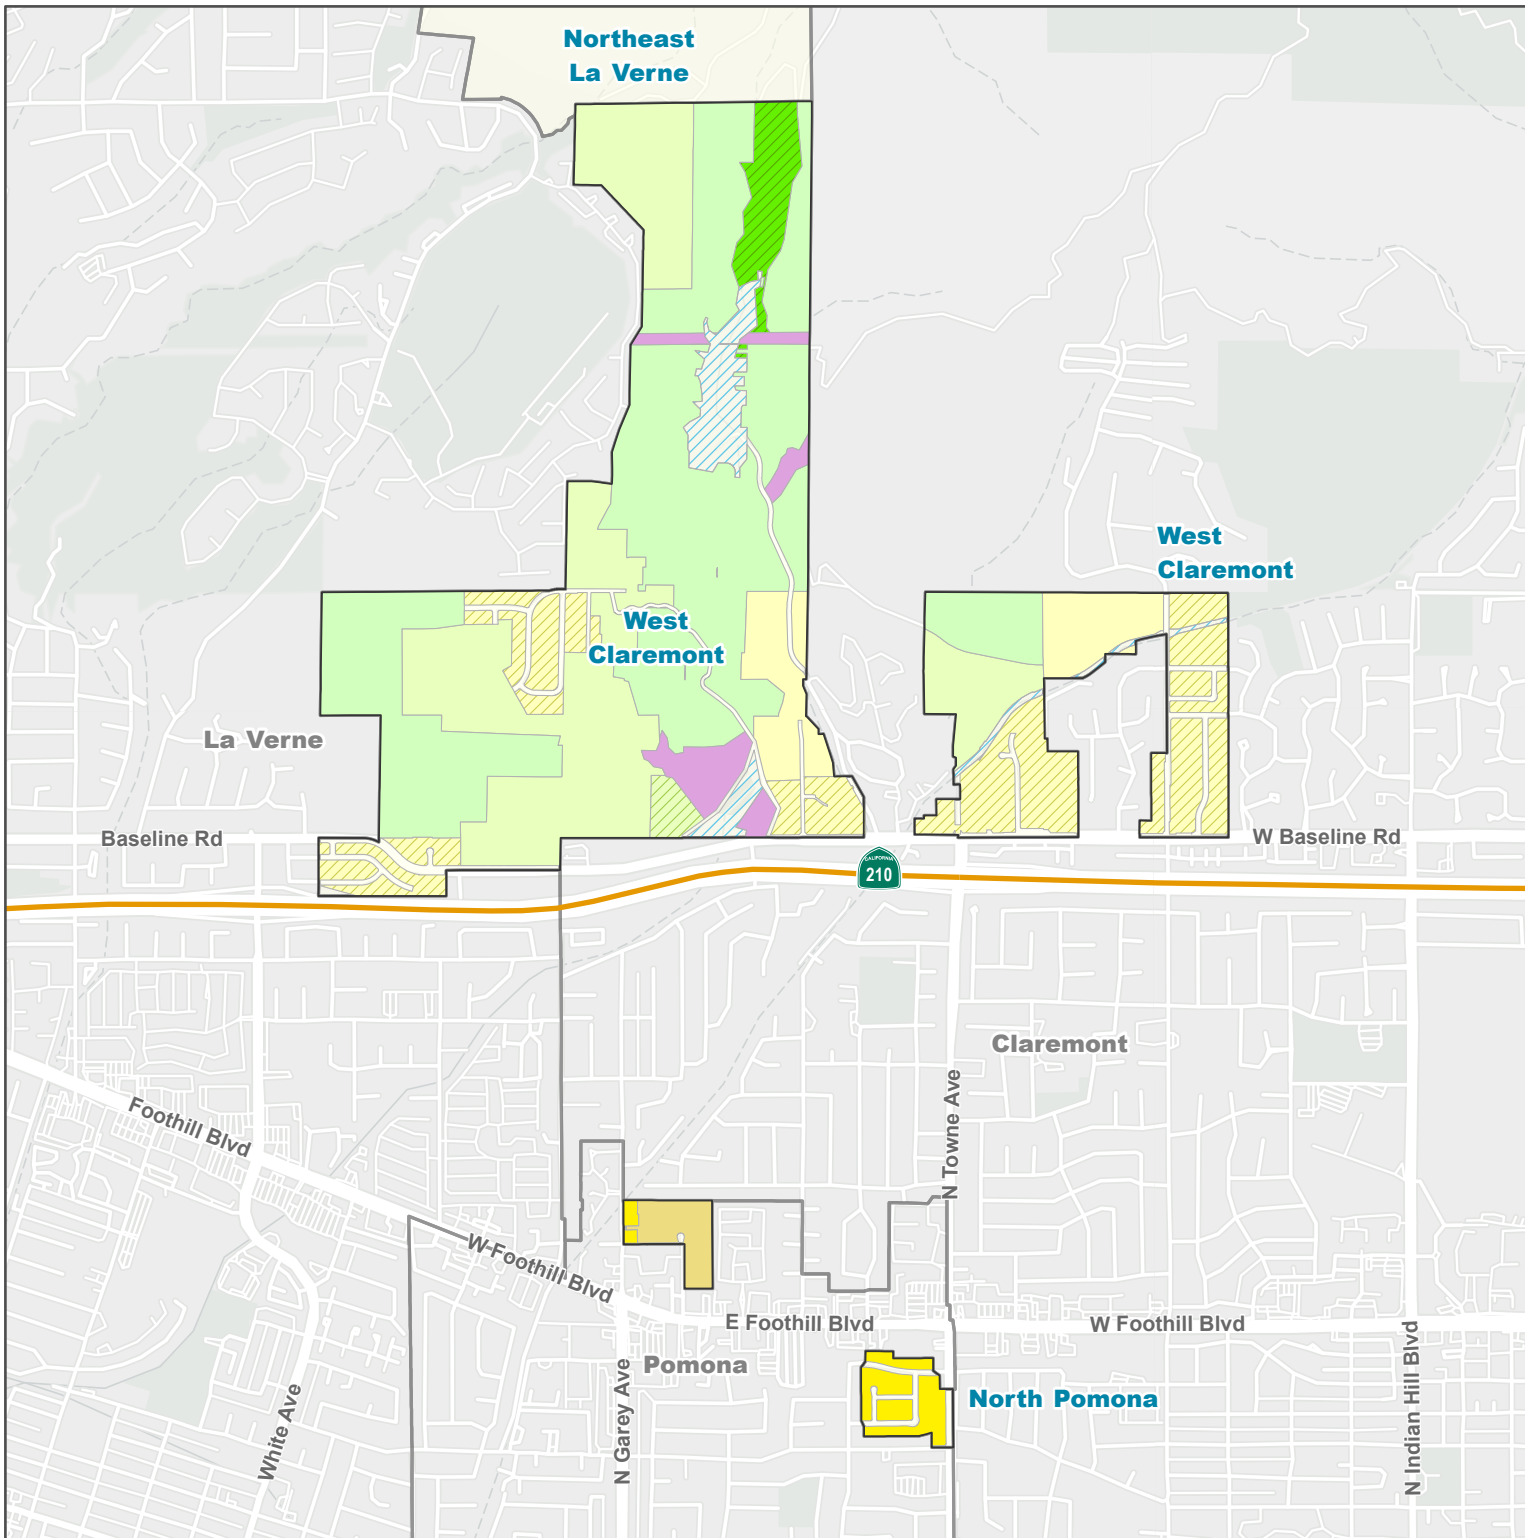 Northeast
La Verne
West
Claremont
West
Claremont
La Verne
Baseline Rd
W Baseline Rd
CALIFORNIA
210
Claremont
N Towne Ave
Foothill Blvd
W Foothill Blvd
E Foothill Blvd
W Foothill Blvd
Pomona
North Pomona
White Ave
N Garey Ave
N Indian Hill Blvd